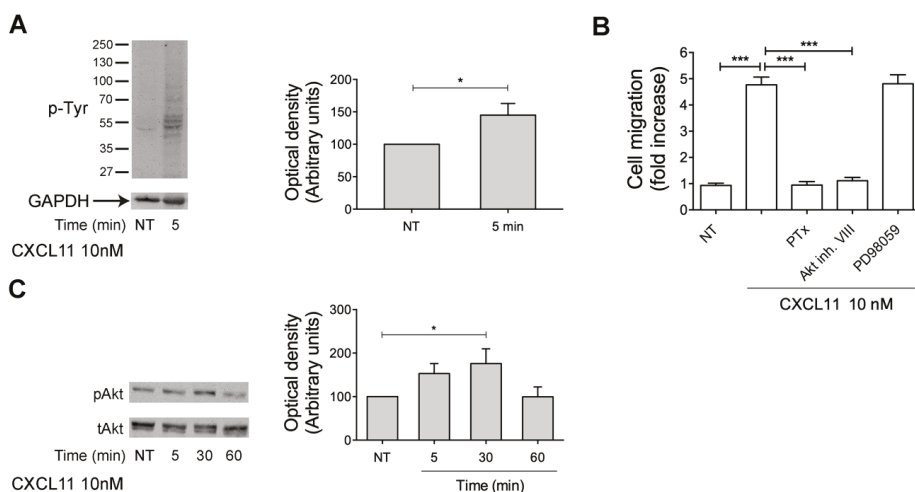 A
250
130
100
70
55
35
27
p-Tyr
GAPDH
Time (min) NT 5
CXCL11 10nM
Optical density
(Arbitrary units)
200
150
100
50
0
*
NT 5 min
B
Cell migration
(fold increase)
6
5
4
3
2
1
0
*** *** ***
NT
PTx
Akt inh. VIII
PD98059
CXCL11 10 nM
C
pAkt
tAkt
Time (min) NT 5 30 60
CXCL11 10nM
Optical density
(Arbitrary units)
300
200
100
0
*
NT 5 30 60
Time (min)